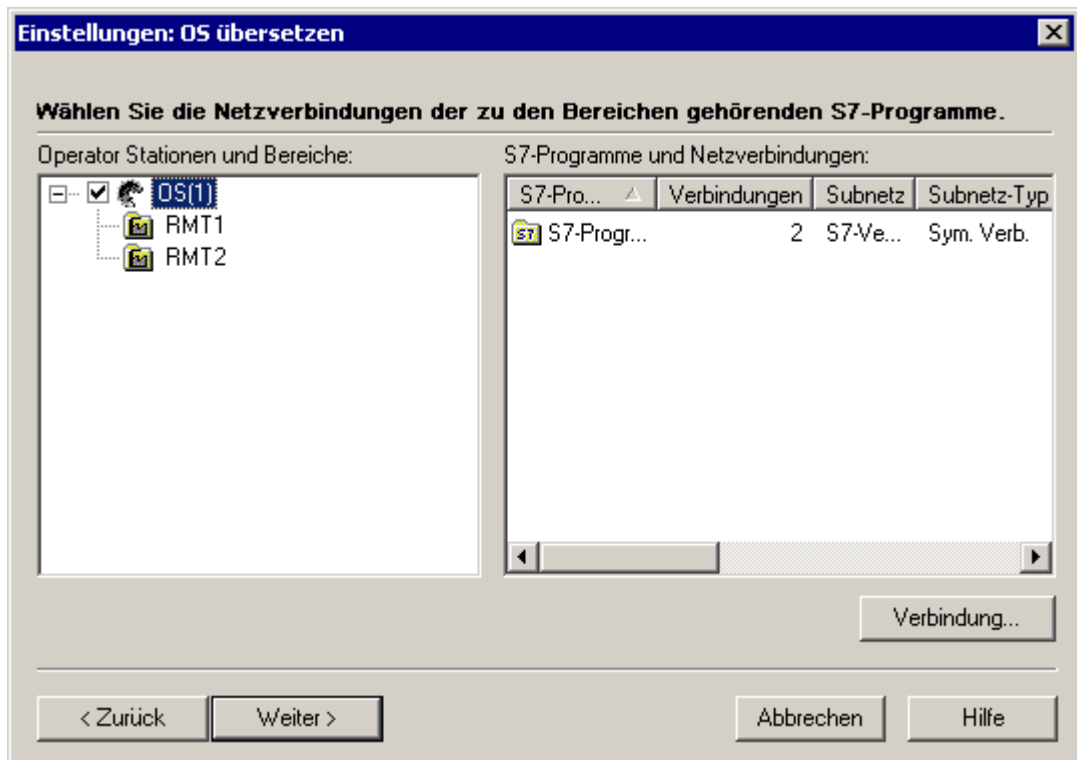 Einstellungen: OS übersetzen
Wählen Sie die Netzverbindungen der zu den Bereichen gehörenden S7-Programme.
Operator Stationen und Bereiche:
OS(1)
RMT1
RMT2
S7-Programme und Netzverbindungen:
S7-Pro... Verbindungen Subnetz Subnetz-Typ
S7 S7-Progr... 2 S7-Ve... Sym. Verb.
Verbindung...
< Zurück Weiter > Abbrechen Hilfe